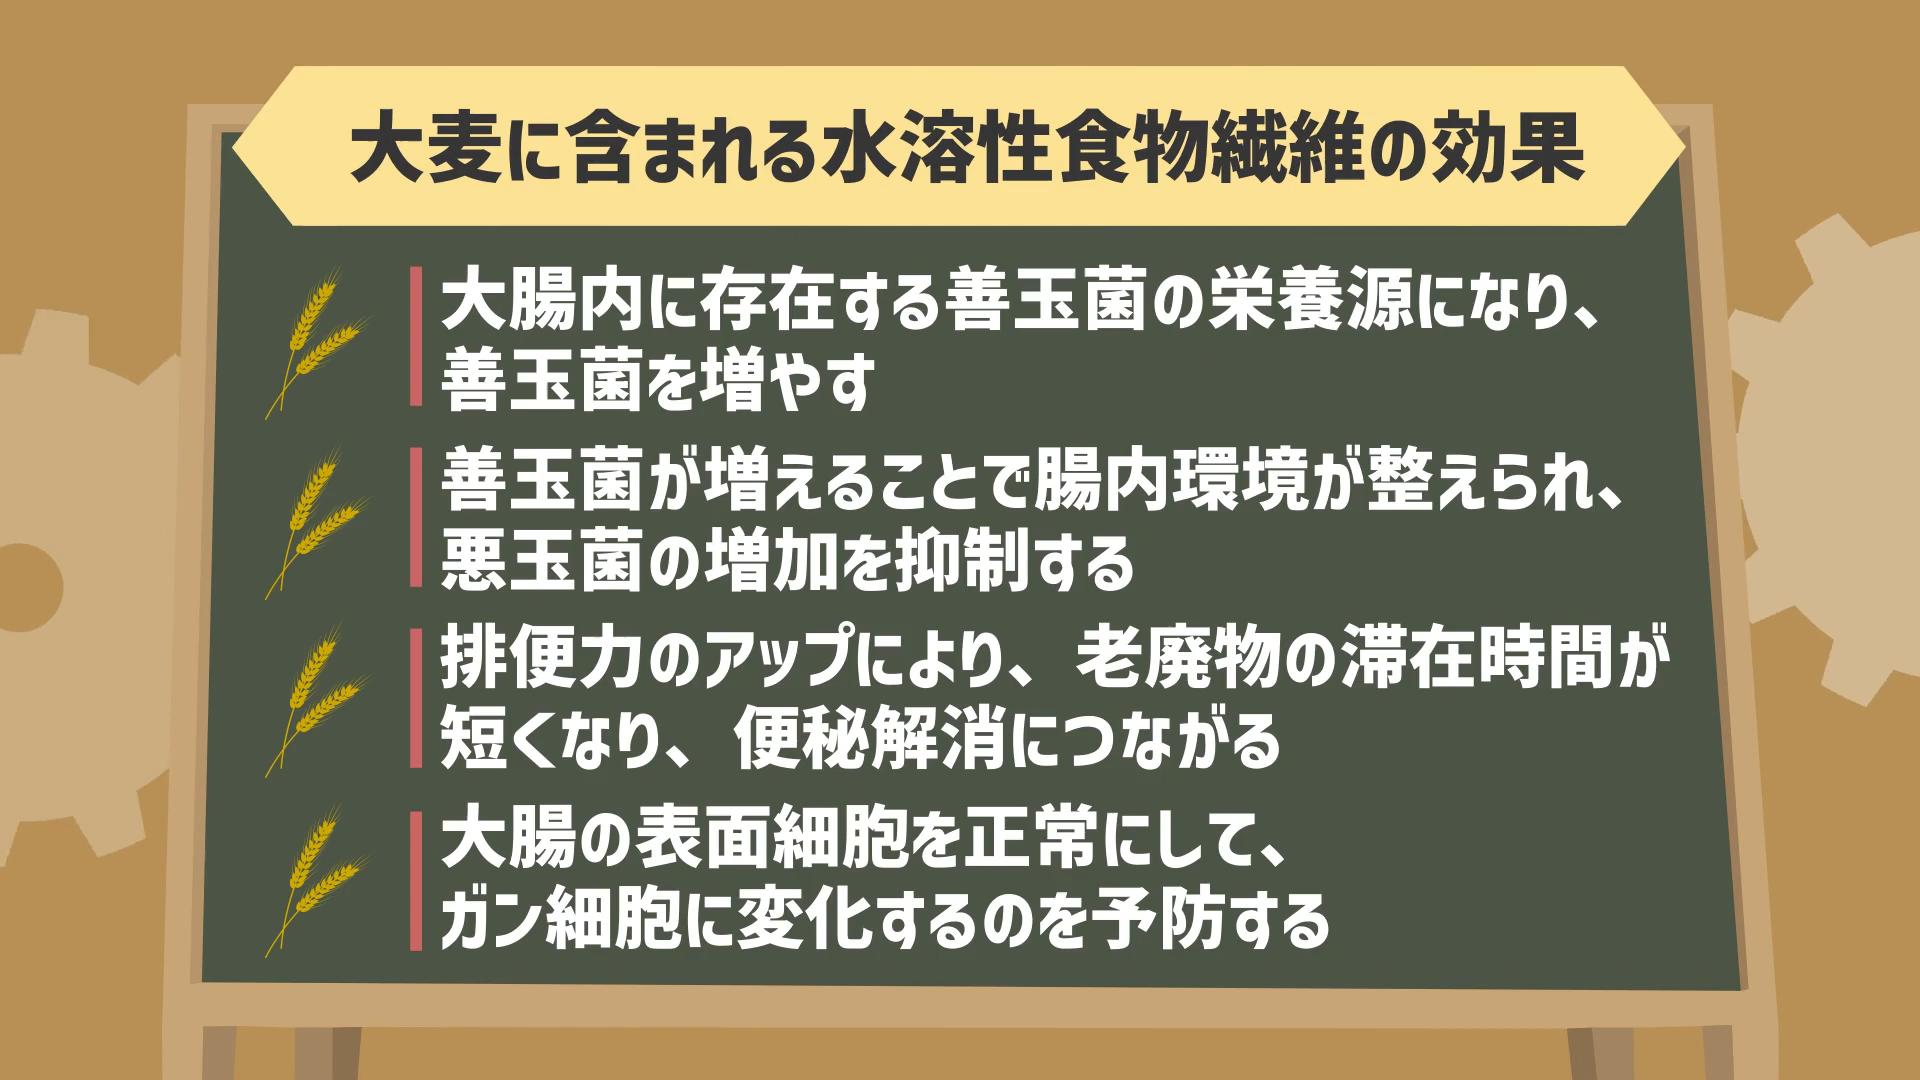 大麦に含まれる水溶性食物繊維の効果
大腸内に存在する善玉菌の栄養源になり、
善玉菌を増やす
善玉菌が増えることで腸内環境が整えられ、
悪玉菌の増加を抑制する
排便力のアップにより、老廃物の滞在時間が
短くなり、便秘解消につながる
大腸の表面細胞を正常にして、
ガン細胞に変化するのを予防する